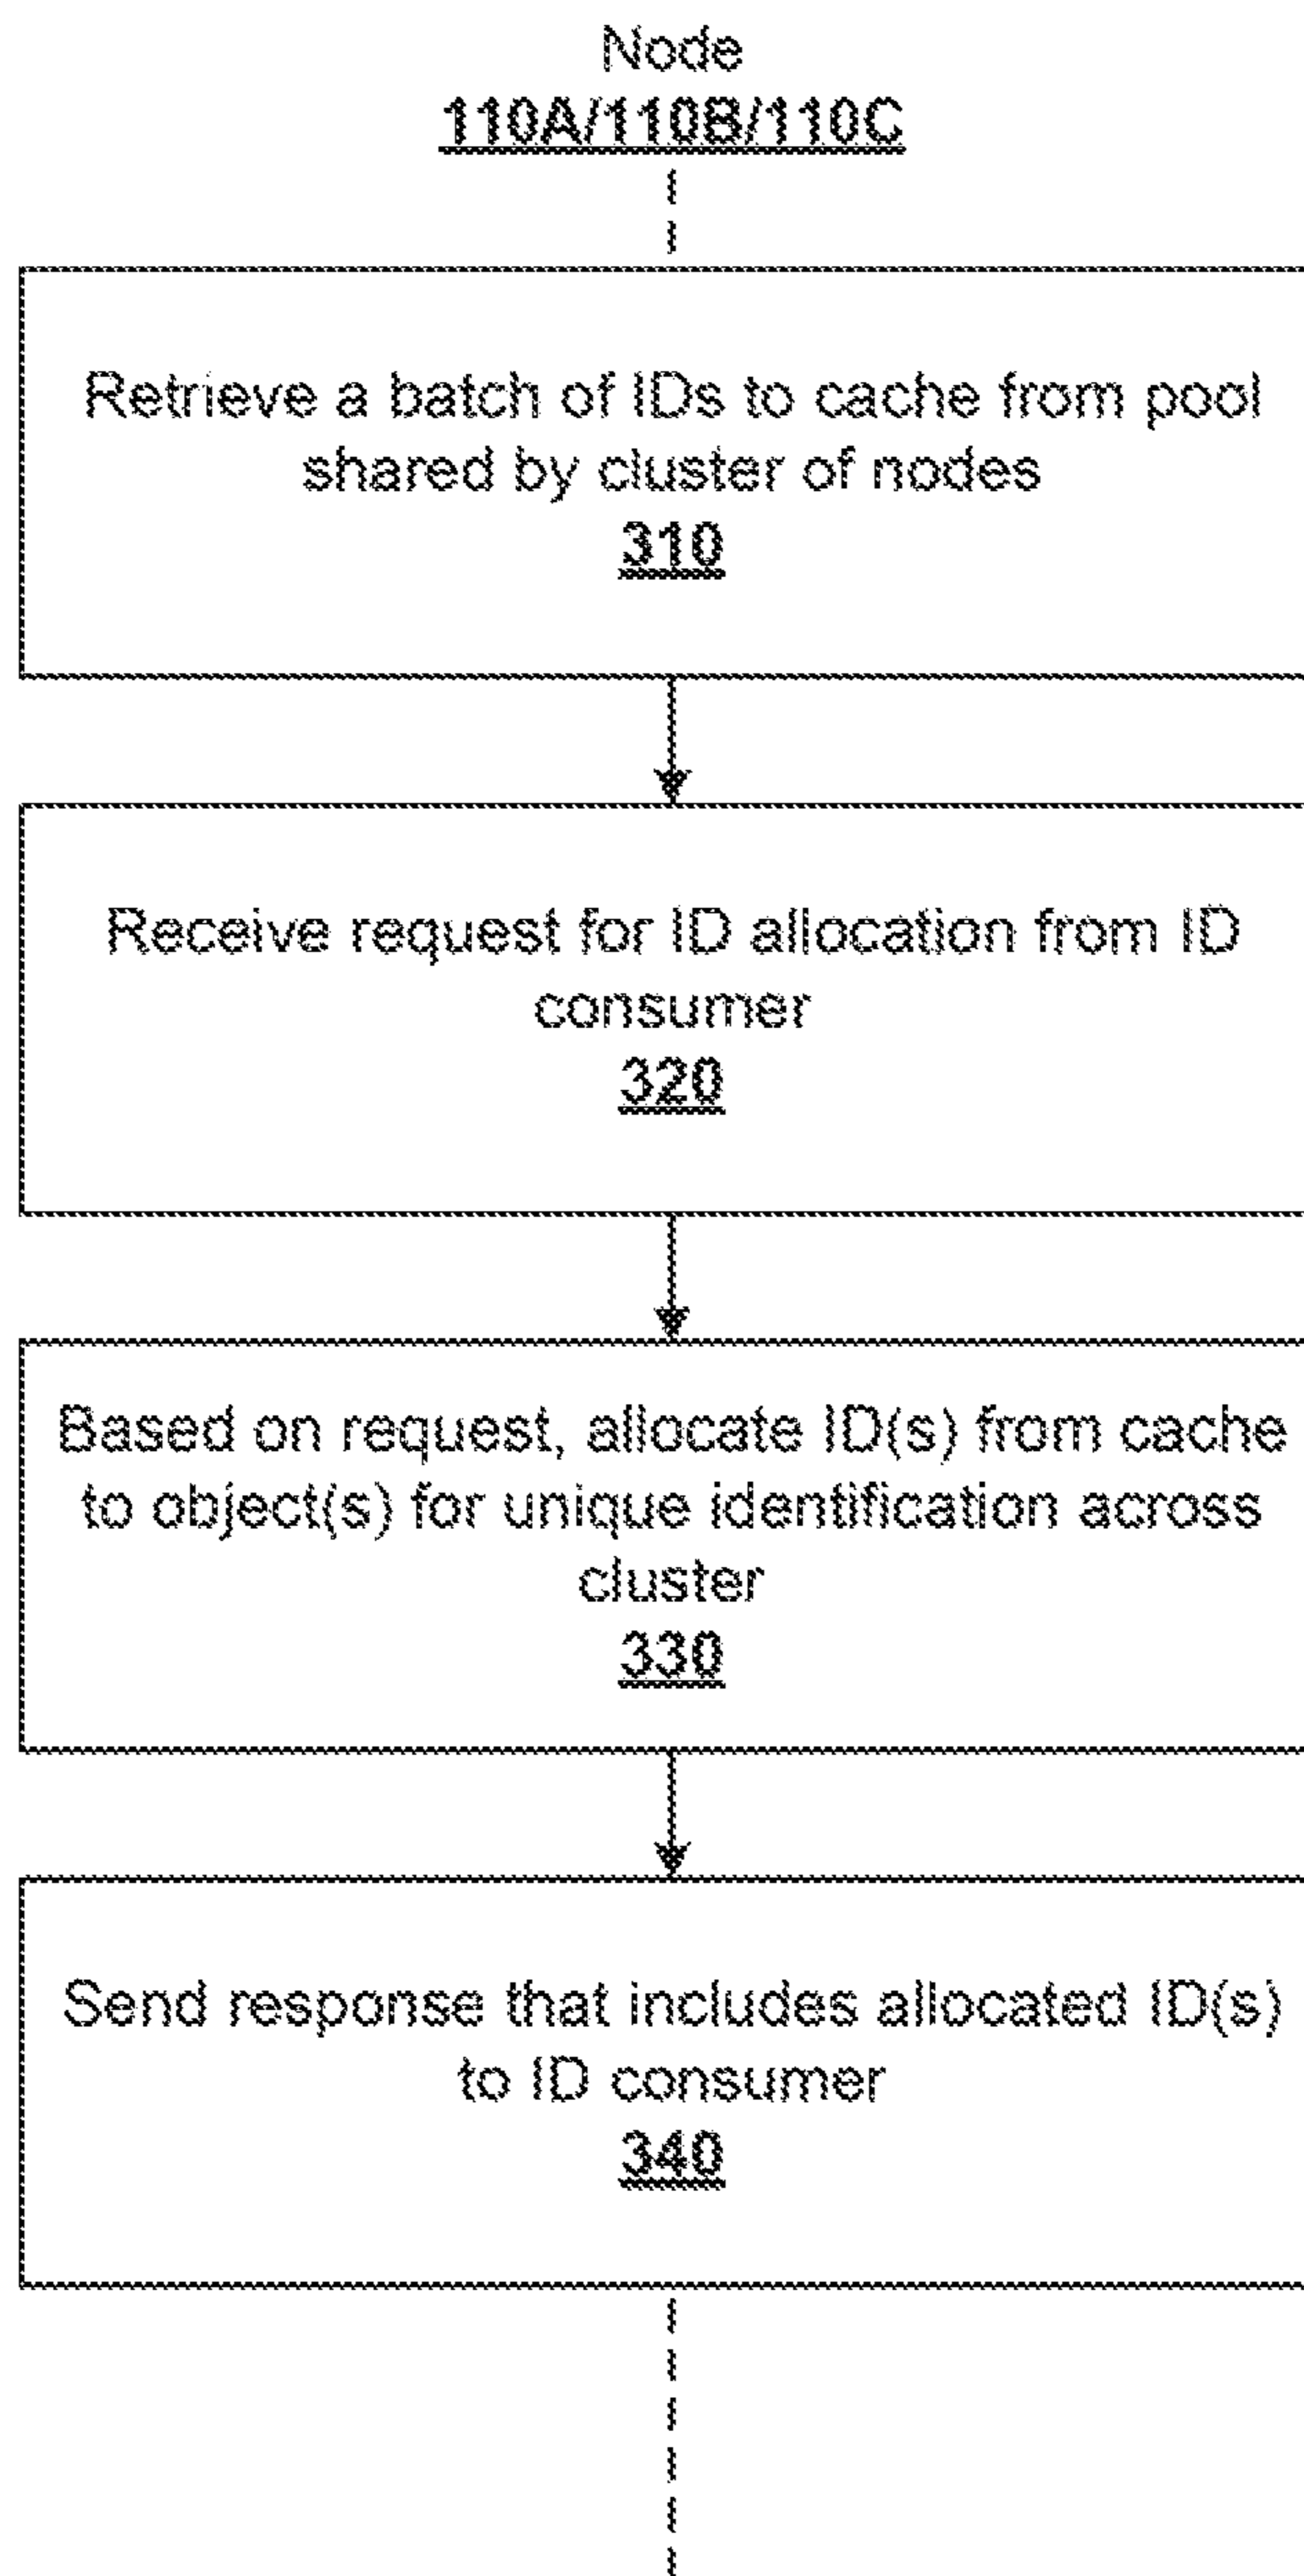 Node
110A/110B/110C
Retrieve a batch of IDs to cache from pool
shared by cluster of nodes
310
Receive request for ID allocation from ID
consumer
320
Based on request, allocate ID(s) from cache
to object(s) for unique identification across
cluster
330
Send response that includes allocated ID(s)
to ID consumer
340